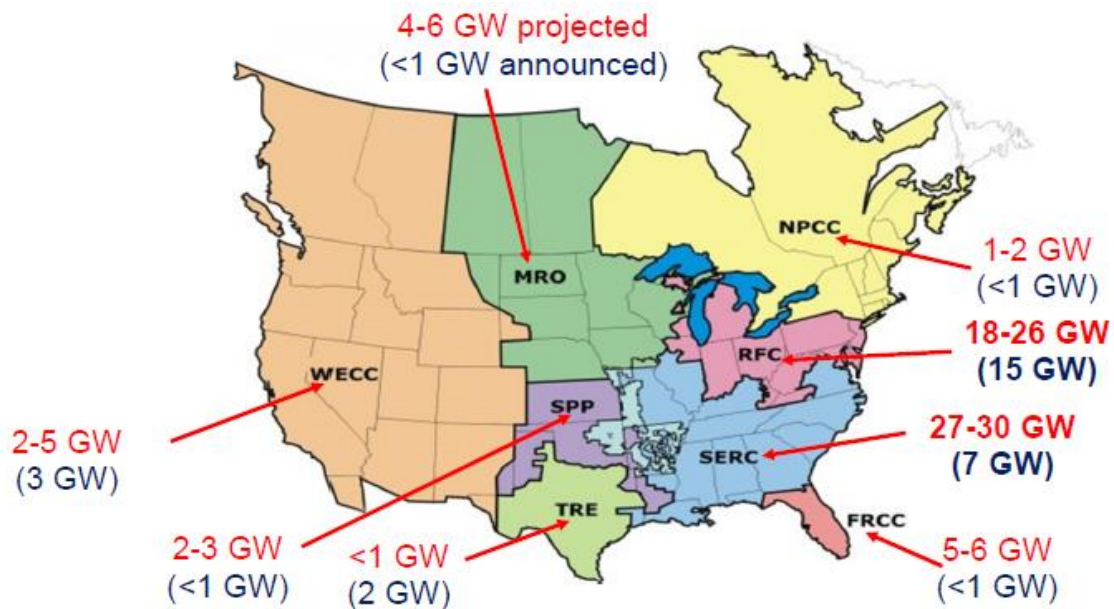 4-6 GW projected
(<1 GW announced)
NPCC
1-2 GW
(<1 GW)
MRO
18-26 GW
(15 GW)
RFC
WECC
SPP
27-30 GW
(7 GW)
SERC
2-5 GW
(3 GW)
TRE
FRCC
2-3 GW
(<1 GW)
<1 GW
(2 GW)
5-6 GW
(<1 GW)